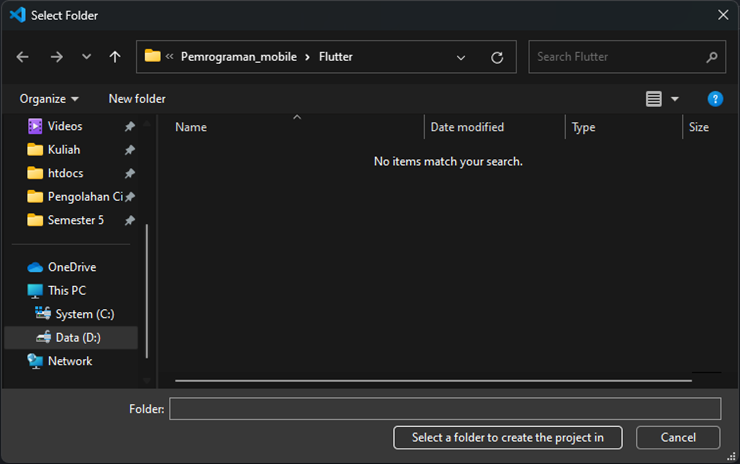 Select Folder
Pemrograman_mobile Flutter Search Flutter
Organize New folder
Name Date modified Type Size
No items match your search.
Videos
Kuliah
htdocs
Pengolahan Ci
Semester 5
OneDrive
This PC
System (C:)
Data (D:)
Network
Folder:
Select a folder to create the project in Cancel